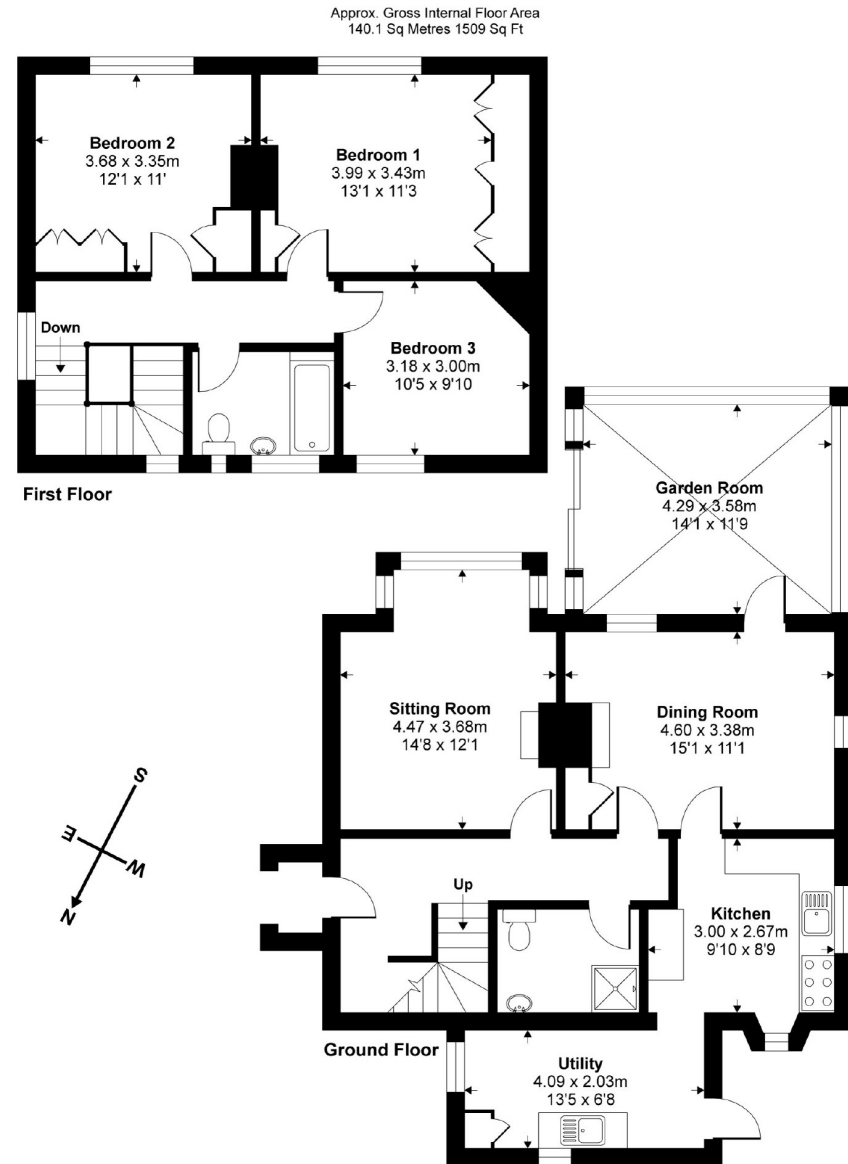 Approx. Gross Internal Floor Area
140.1 Sq Metres 1509 Sq Ft
Bedroom 2
3.68 x 3.35m
12'1 x 11'
Bedroom 1
3.99 x 3.43m
13'1 x 11'3
Down
Bedroom 3
3.18 x 3.00m
10'5 x 9'10
First Floor
Garden Room
4.29 x 3.58m
14'1 x 11'9
Sitting Room
4.47 x 3.68m
14'8 x 12'1
Dining Room
4.60 x 3.38m
15'1 x 11'1
S
E
W
N
Up
Kitchen
3.00 x 2.67m
9'10 x 8'9
Ground Floor
Utility
4.09 x 2.03m
13'5 x 6'8